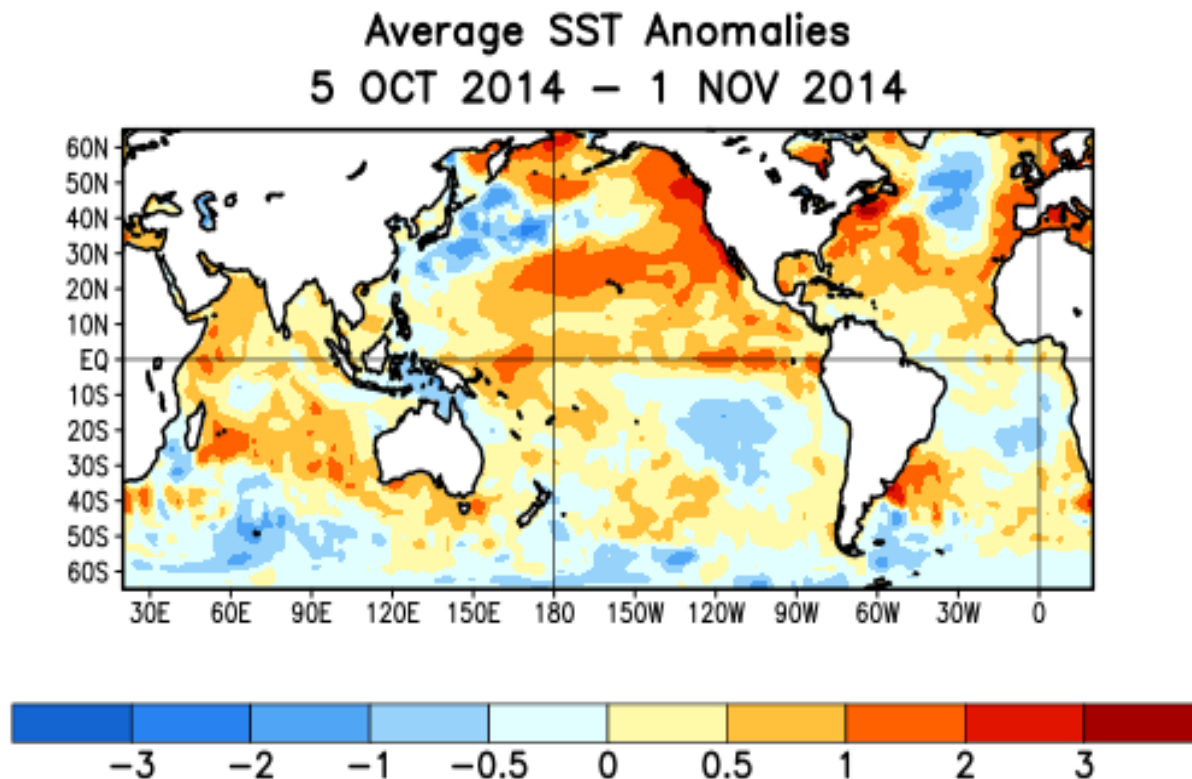 Average SST Anomalies
5 OCT 2014 – 1 NOV 2014
60N
50N
40N
30N
20N
10N
EQ
10S
20S
30S
40S
50S
60S
30E 60E 90E 120E 150E 180 150W 120W 90W 60W 30W 0
−3 −2 −1 −0.5 0 0.5 1 2 3